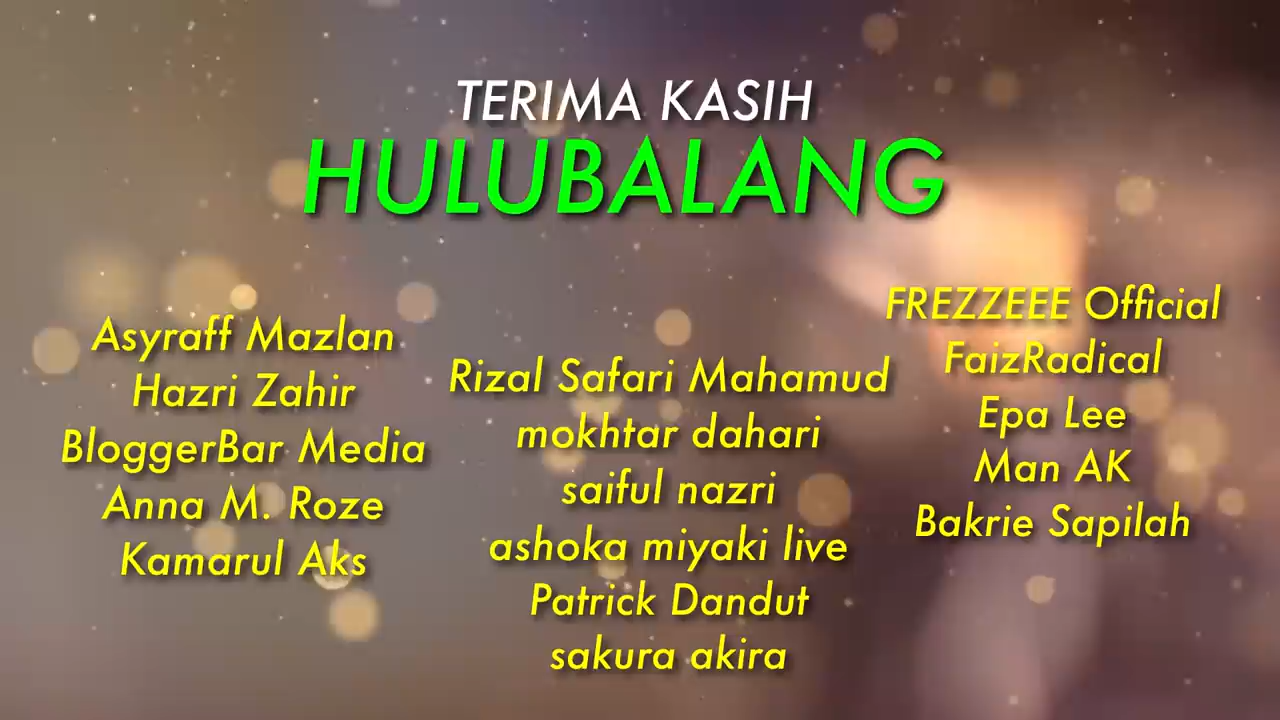 TERIMA KASIH
HULUBALANG
Asyraff Mazlan
Hazri Zahir
BloggerBar Media
Anna M. Roze
Kamarul Aks
Rizal Safari Mahamud
mokhtar dahari
saiful nazri
ashoka miyaki live
Patrick Dandut
sakura akira
FREZZEEE Official
FaizRadical
Epa Lee
Man AK
Bakrie Sapilah